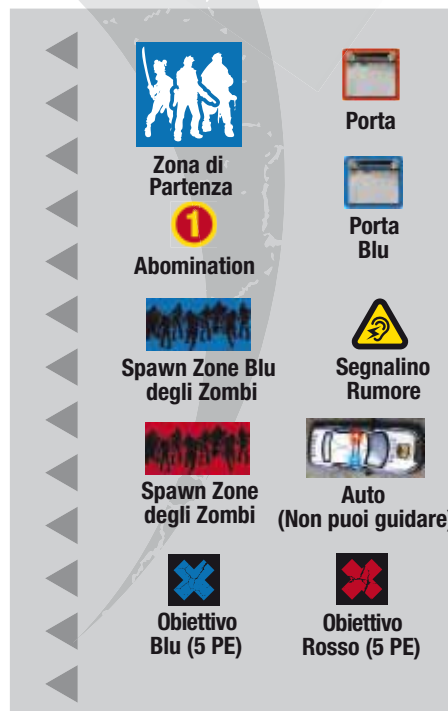 Zona di
Partenza
Porta
1
Abomination
Porta
Blu
Spawn Zone Blu
degli Zombi
Segnalino
Rumore
Spawn Zone
degli Zombi
Auto
(Non puoi guidare)
Obiettivo
Blu (5 PE)
Obiettivo
Rosso (5 PE)